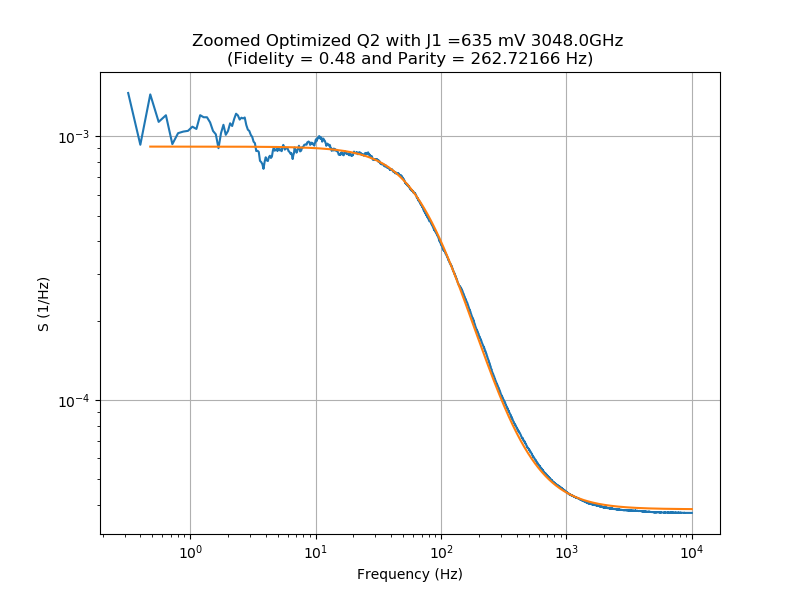 Zoomed Optimized Q2 with J1 =635 mV 3048.0GHz
(Fidelity = 0.48 and Parity = 262.72166 Hz)
S (1/Hz)
10⁻³
10⁻⁴
10⁰ 10¹ 10² 10³ 10⁴
Frequency (Hz)